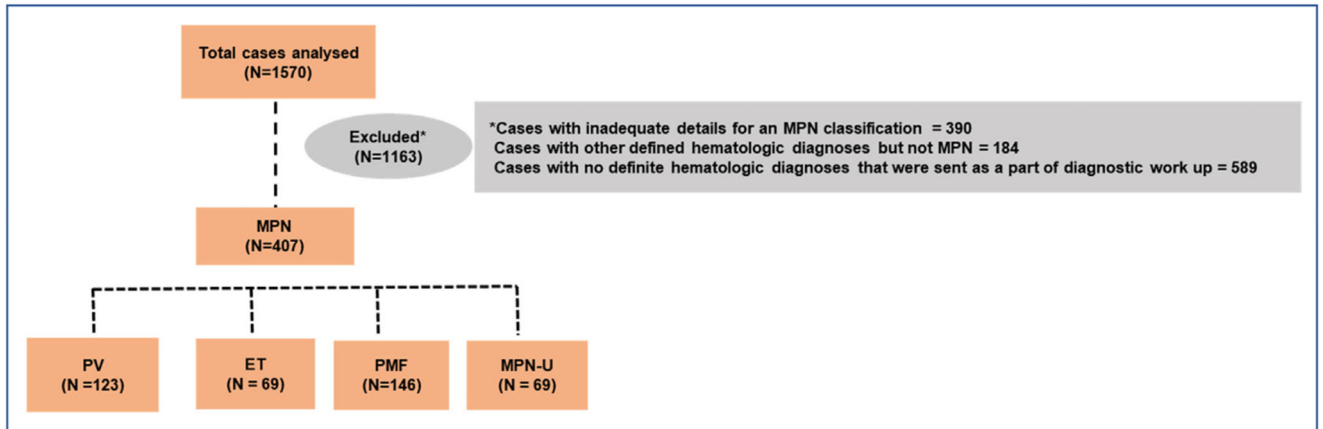 Total cases analysed
(N=1570)
Excluded*
(N=1163)
*Cases with inadequate details for an MPN classification = 390
Cases with other defined hematologic diagnoses but not MPN = 184
Cases with no definite hematologic diagnoses that were sent as a part of diagnostic work up = 589
MPN
(N=407)
PV
(N =123)
ET
(N = 69)
PMF
(N=146)
MPN-U
(N = 69)